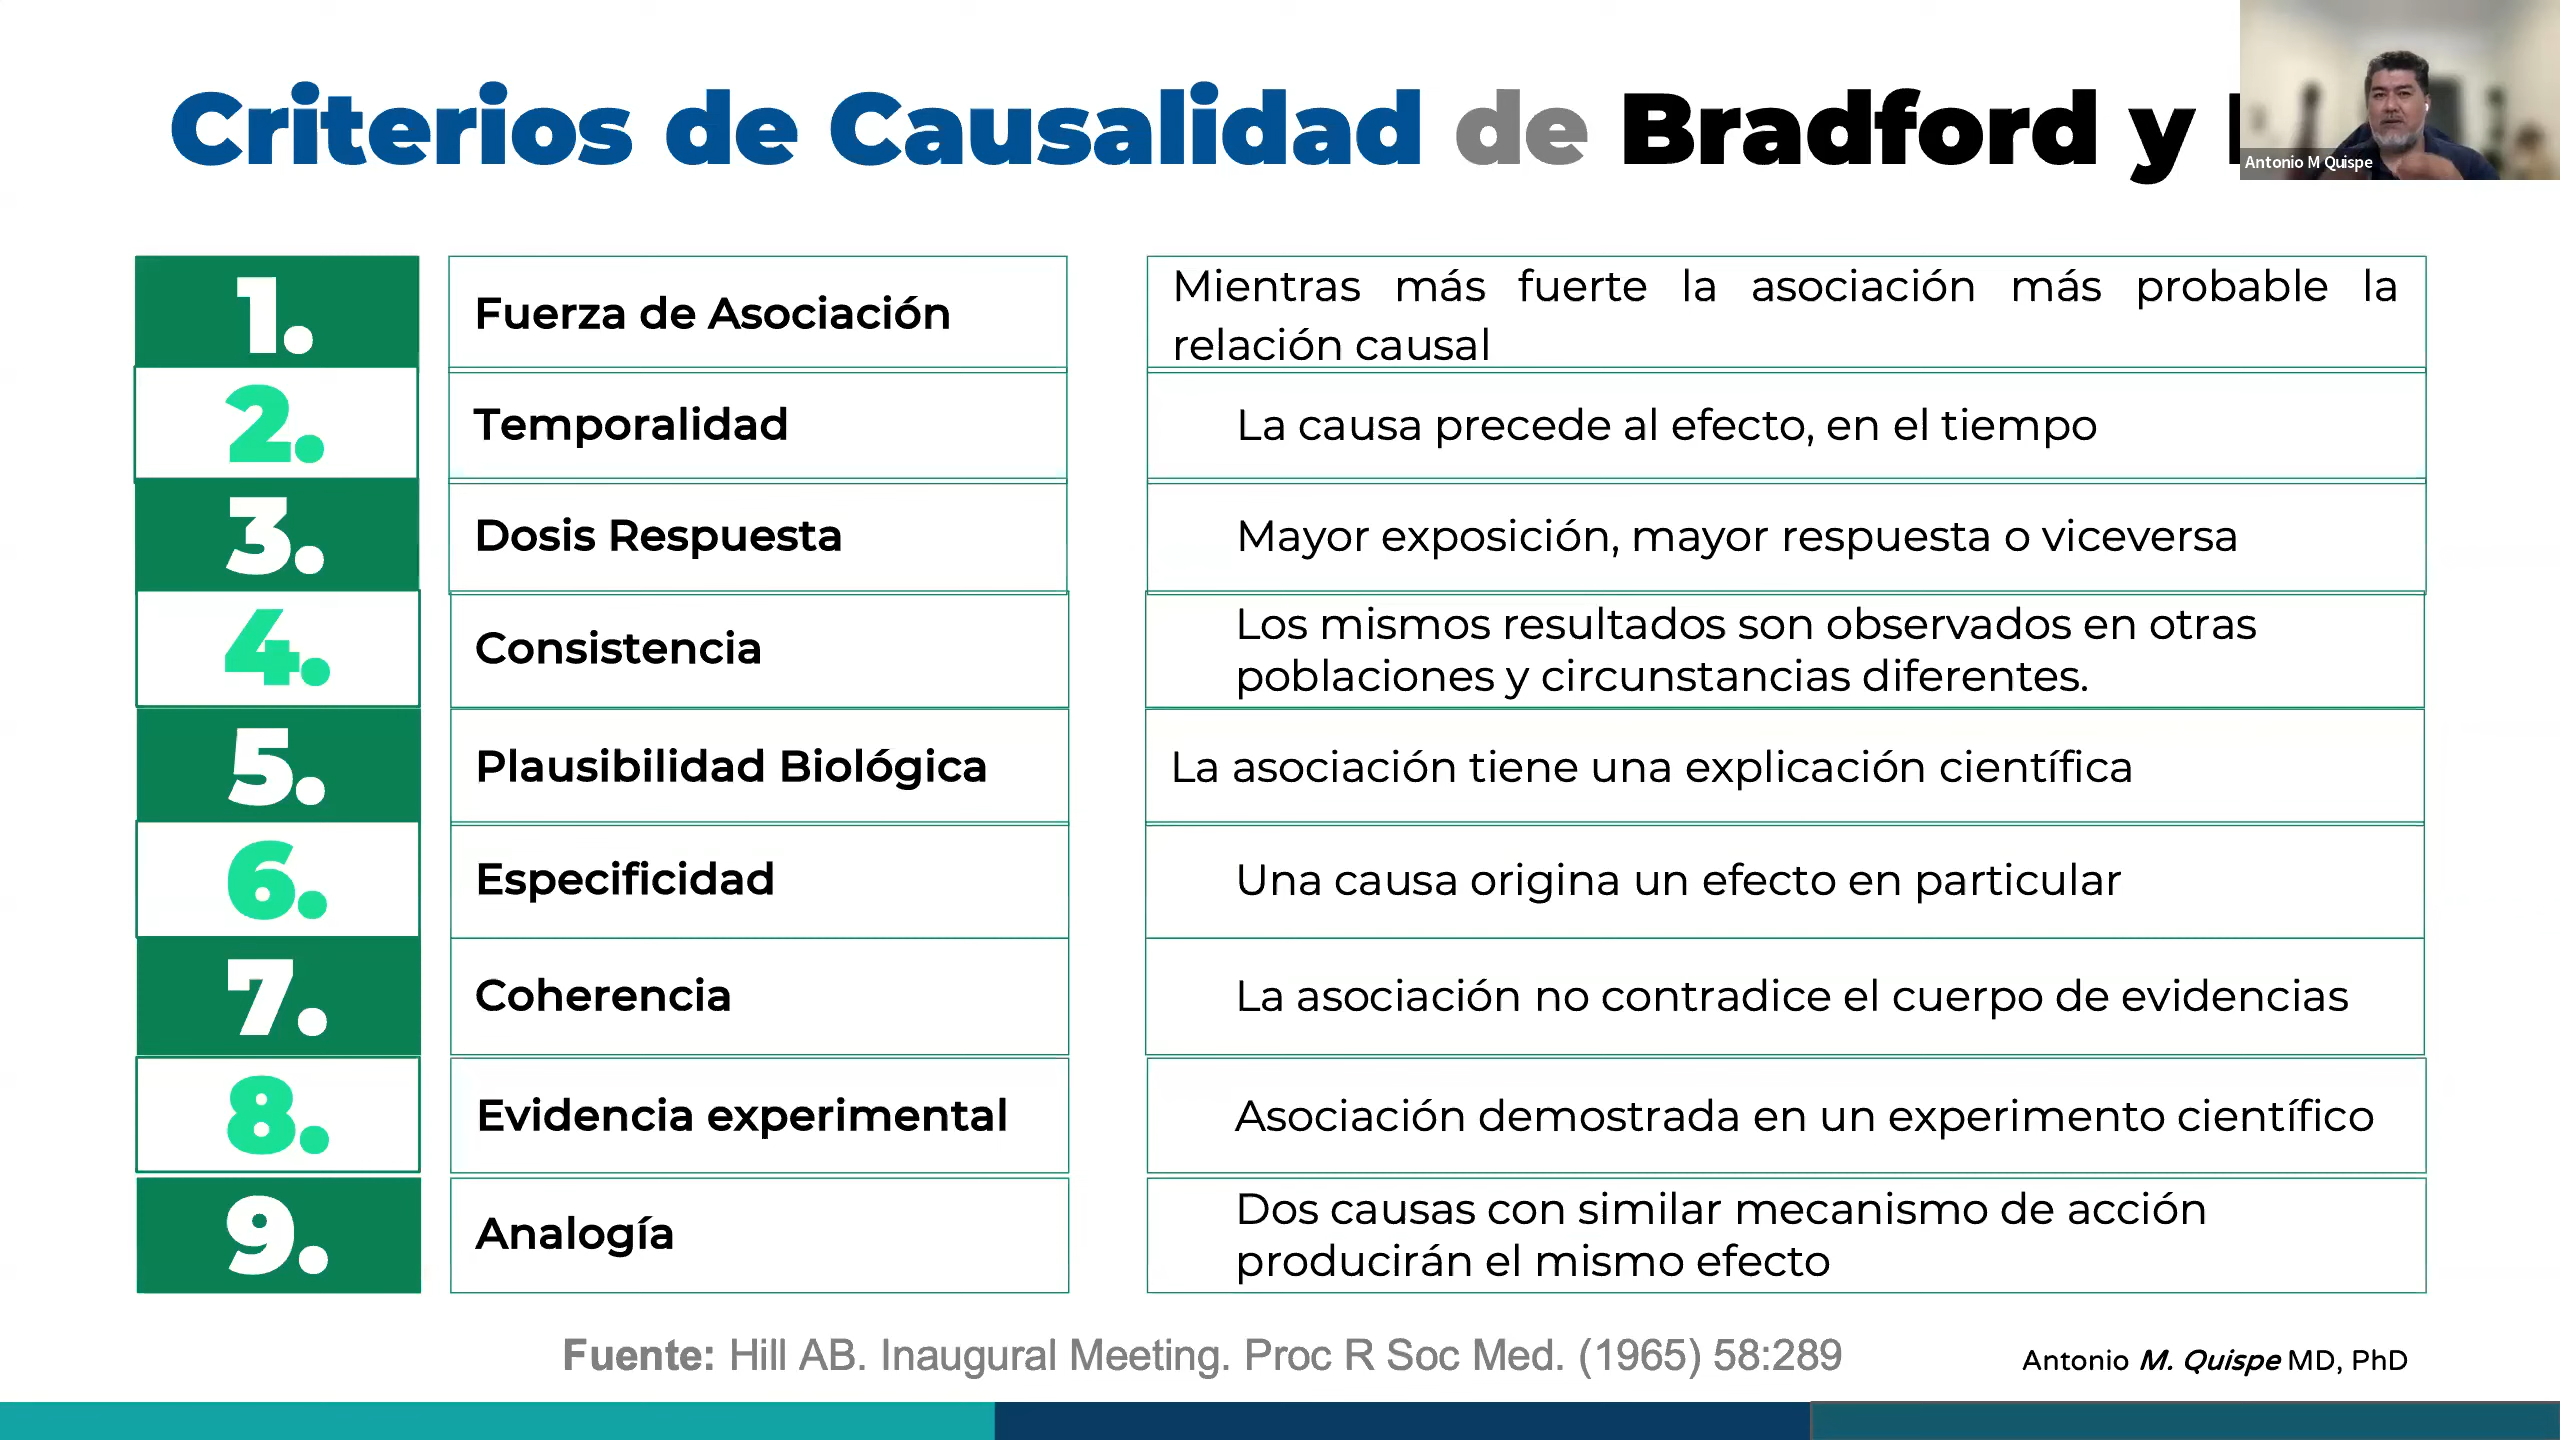 Criterios de Causalidad de Bradford y
Antonio M Quispe
1. Fuerza de Asociación
Mientras más fuerte la asociación más probable la
relación causal
2. Temporalidad
La causa precede al efecto, en el tiempo
3. Dosis Respuesta
Mayor exposición, mayor respuesta o viceversa
4. Consistencia
Los mismos resultados son observados en otras
poblaciones y circunstancias diferentes.
5. Plausibilidad Biológica
La asociación tiene una explicación científica
6. Especificidad
Una causa origina un efecto en particular
7. Coherencia
La asociación no contradice el cuerpo de evidencias
8. Evidencia experimental
Asociación demostrada en un experimento científico
9. Analogía
Dos causas con similar mecanismo de acción
producirán el mismo efecto
Fuente: Hill AB. Inaugural Meeting. Proc R Soc Med. (1965) 58:289
Antonio M. Quispe MD, PhD